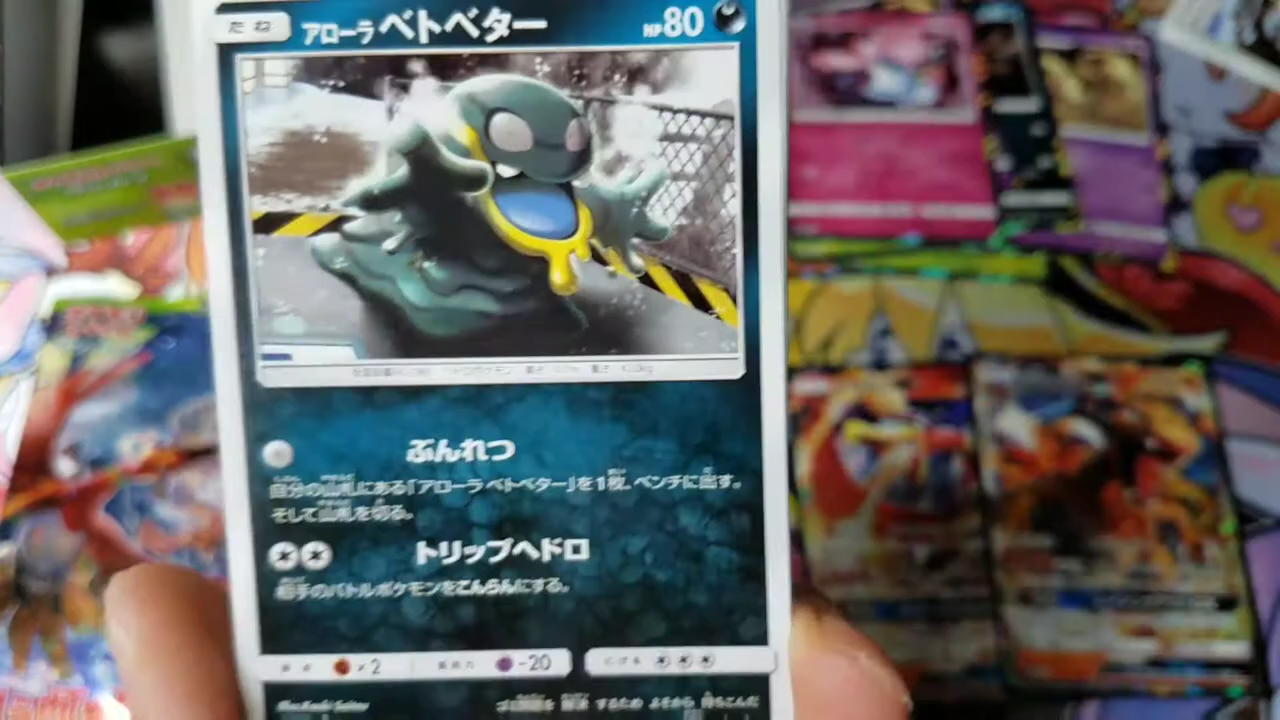 たね
アローラ ベトベター
HP80
ぶんれつ
自分の山札にある「アローラ ベトベター」を1枚、ベンチに出す。
そして山札を切る。
トリップヘドロ
相手のバトルポケモンをこんらんにする。
×2
-20
にげる